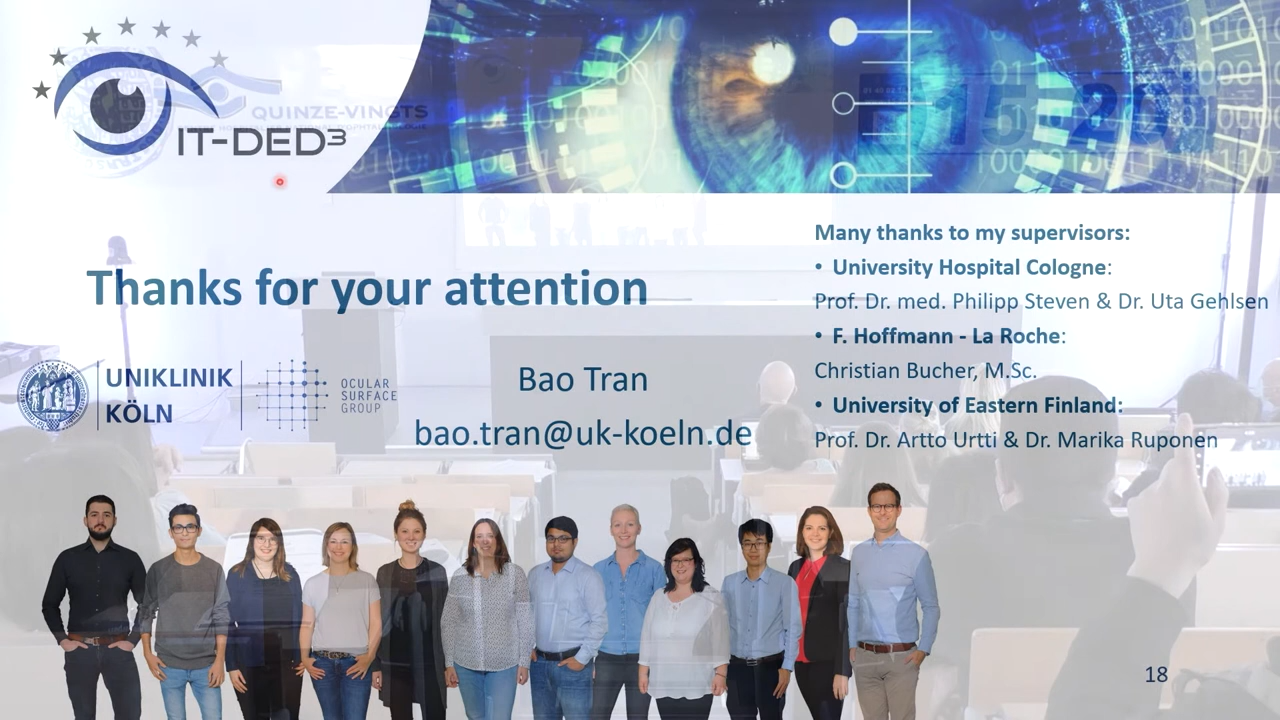 QUINZE-VINGTS
IT-DED³
Many thanks to my supervisors:
• University Hospital Cologne:
Prof. Dr. med. Philipp Steven & Dr. Uta Gehlsen
• F. Hoffmann - La Roche:
Christian Bucher, M.Sc.
• University of Eastern Finland:
Prof. Dr. Artto Urtti & Dr. Marika Ruponen
Thanks for your attention
UNIKLINIK
KÖLN
OCULAR
SURFACE
GROUP
Bao Tran
bao.tran@uk-koeln.de
18